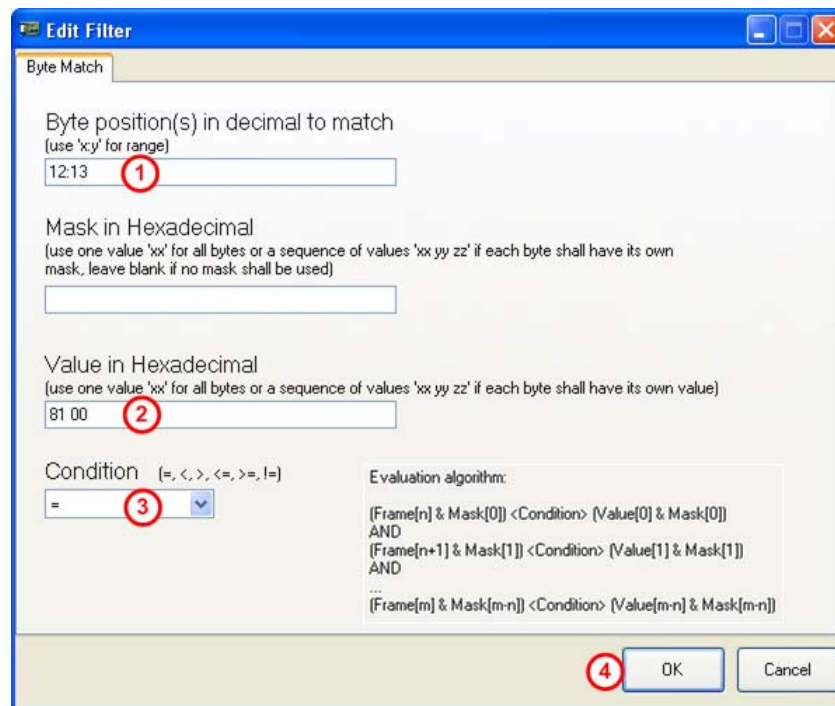 Edit Filter
Byte Match
Byte position(s) in decimal to match
(use 'x:y' for range)
12:13
1
Mask in Hexadecimal
(use one value 'xx' for all bytes or a sequence of values 'xx yy zz' if each byte shall have its own
mask, leave blank if no mask shall be used)
Value in Hexadecimal
(use one value 'xx' for all bytes or a sequence of values 'xx yy zz' if each byte shall have its own value)
81 00
2
Condition (=, <, >, <=, >=, !=)
=
3
Evaluation algorithm:
(Frame[n] & Mask[0]) <Condition> (Value[0] & Mask[0])
AND
(Frame[n+1] & Mask[1]) <Condition> (Value[1] & Mask[1])
AND
...
(Frame[m] & Mask[m-n]) <Condition> (Value[m-n] & Mask[m-n])
4
OK
Cancel